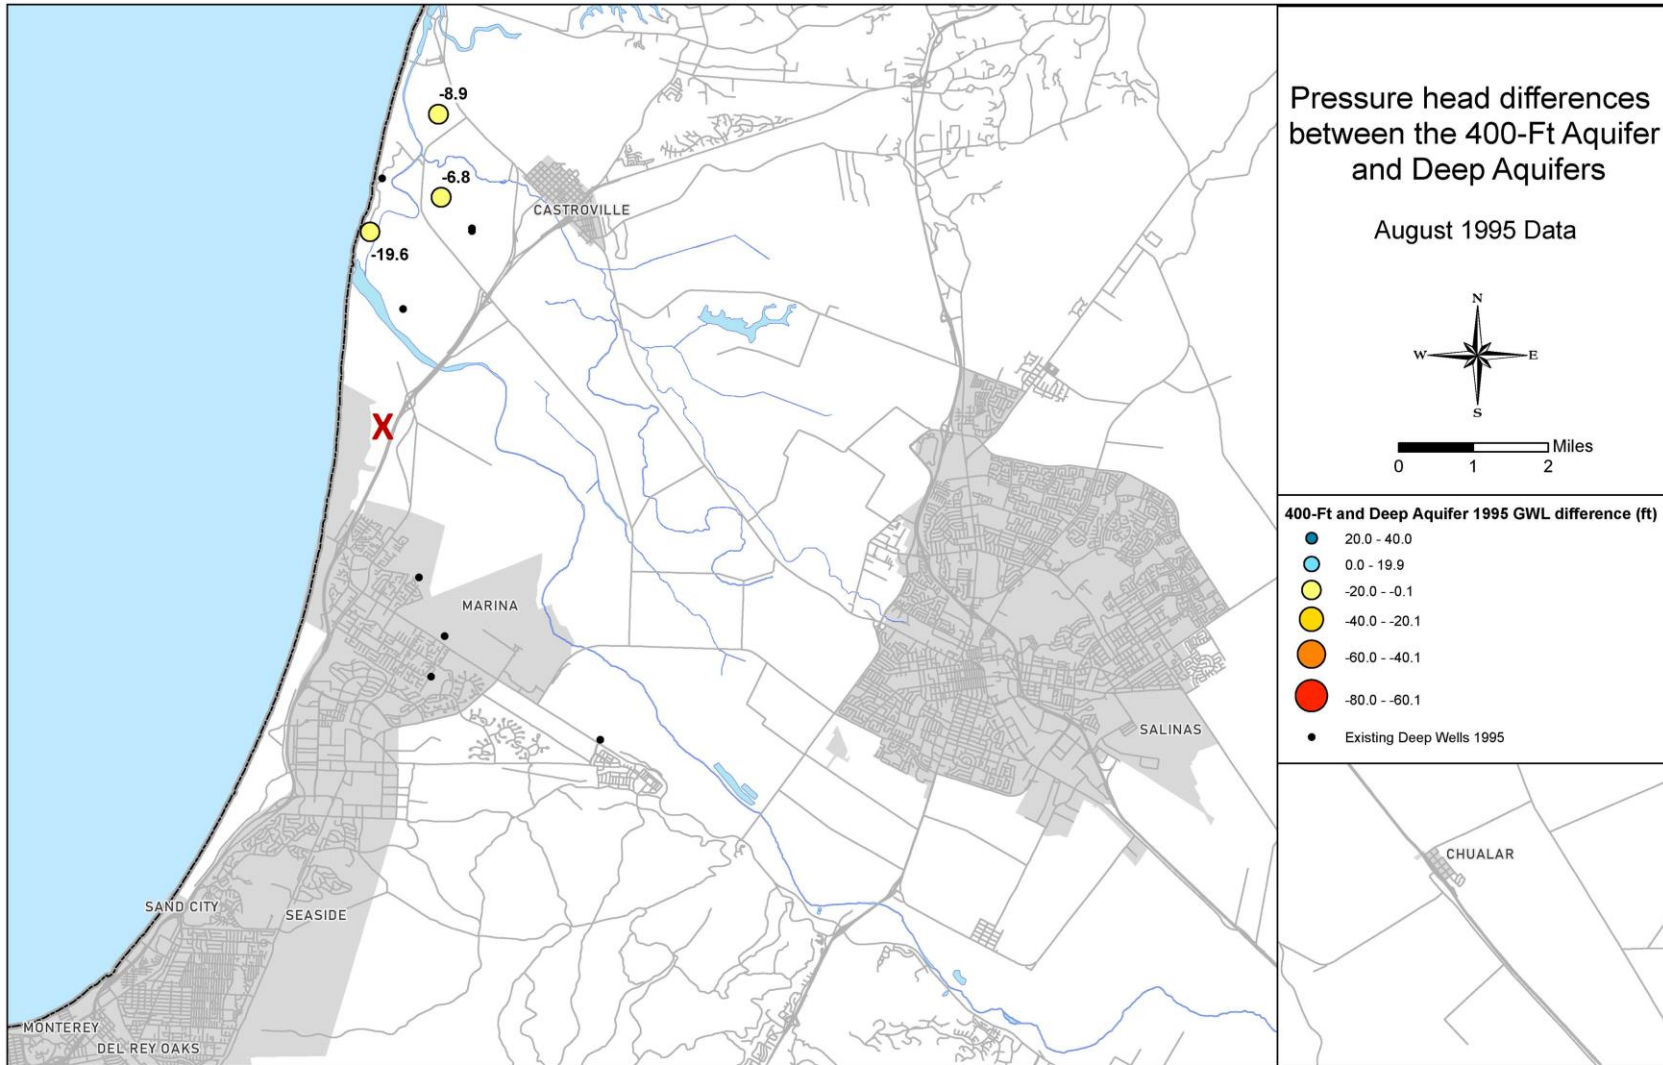 Pressure head differences
between the 400-Ft Aquifer
and Deep Aquifers
August 1995 Data
N
W
E
S
Miles
0
1
2
400-Ft and Deep Aquifer 1995 GWL difference (ft)
20.0 - 40.0
0.0 - 19.9
-20.0 - -0.1
-40.0 - -20.1
-60.0 - -40.1
-80.0 - -60.1
Existing Deep Wells 1995
-8.9
-6.8
-19.6
CASTROVILLE
X
MARINA
SALINAS
CHUALAR
SAND CITY
SEASIDE
MONTEREY
DEL REY OAKS